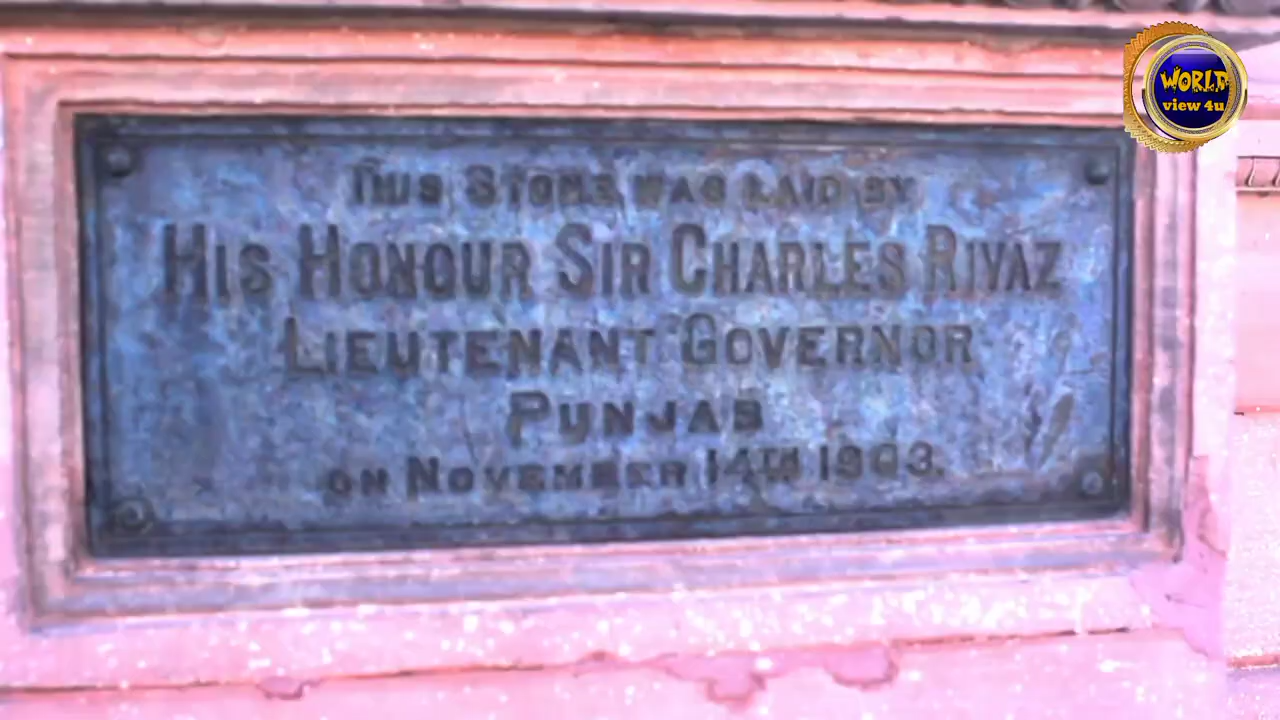 THIS STONE WAS LAID BY
HIS HONOUR SIR CHARLES RIVAZ
LIEUTENANT GOVERNOR
PUNJAB
ON NOVEMBER 14TH 1903.
WORLD
view 4u